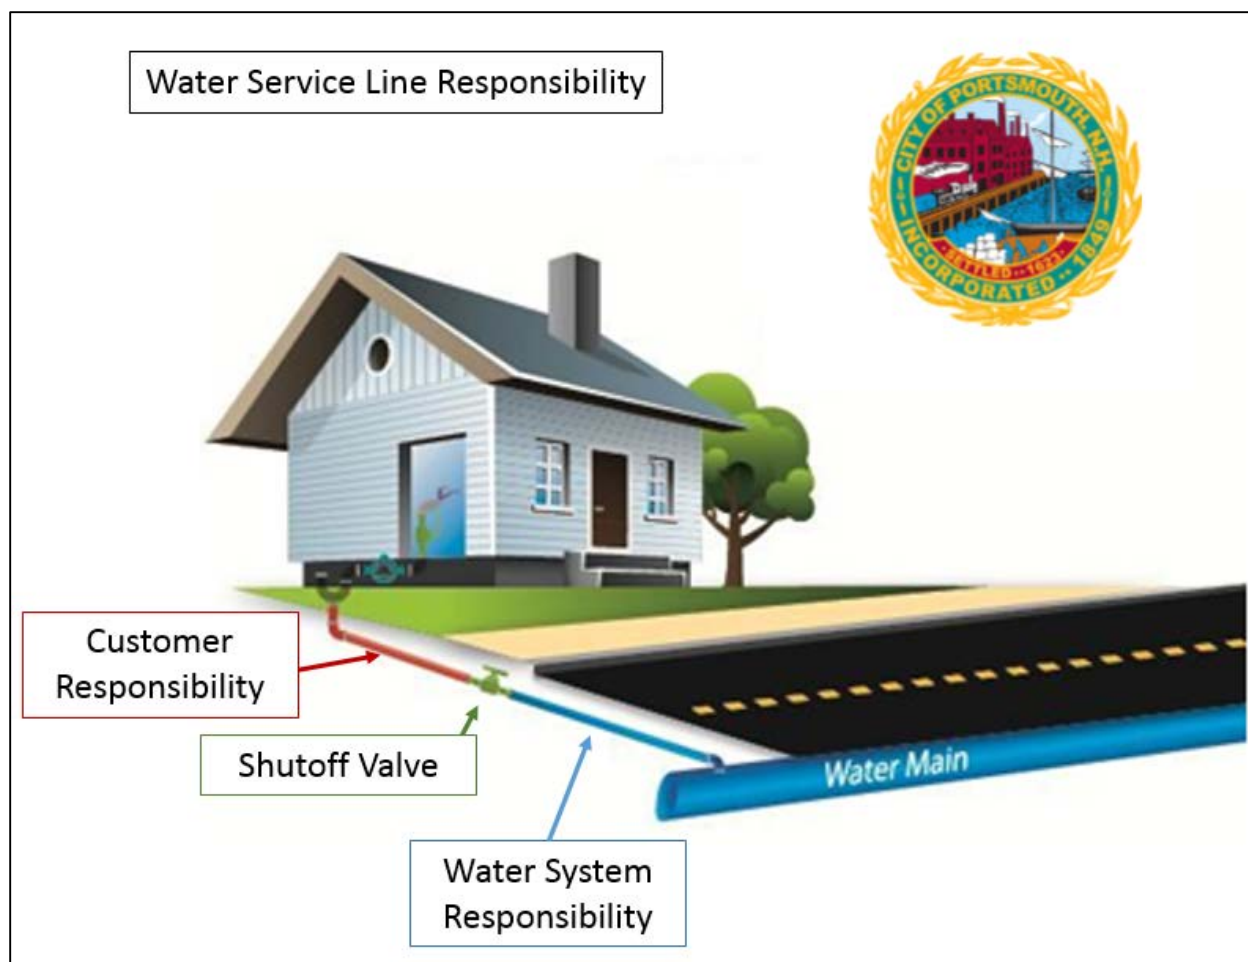 Water Service Line Responsibility
CITY OF PORTSMOUTH, N.H.
INCORPORATED •• 1849
• SETTLED •• 1623 •
Customer
Responsibility
Shutoff Valve
Water Main
Water System
Responsibility